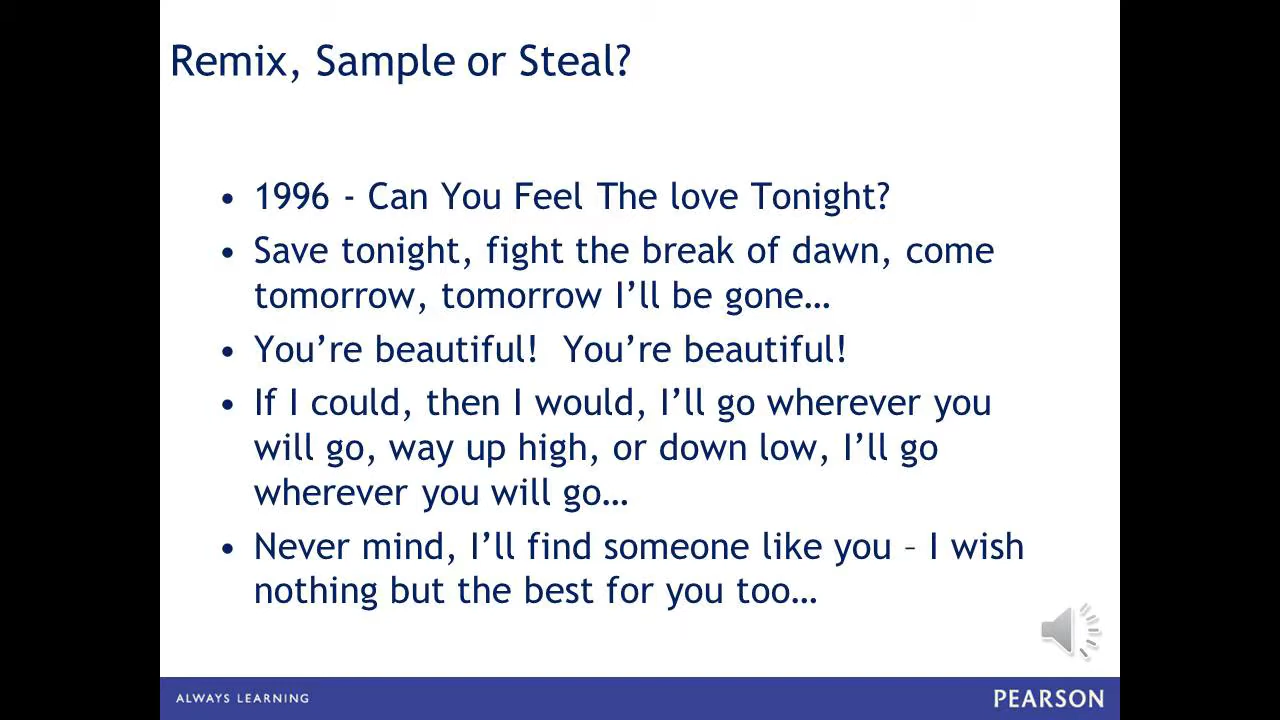 Remix, Sample or Steal?
• 1996 - Can You Feel The love Tonight?
• Save tonight, fight the break of dawn, come
tomorrow, tomorrow I’ll be gone…
• You’re beautiful!  You’re beautiful!
• If I could, then I would, I’ll go wherever you
will go, way up high, or down low, I’ll go
wherever you will go…
• Never mind, I’ll find someone like you – I wish
nothing but the best for you too…
ALWAYS LEARNING
PEARSON